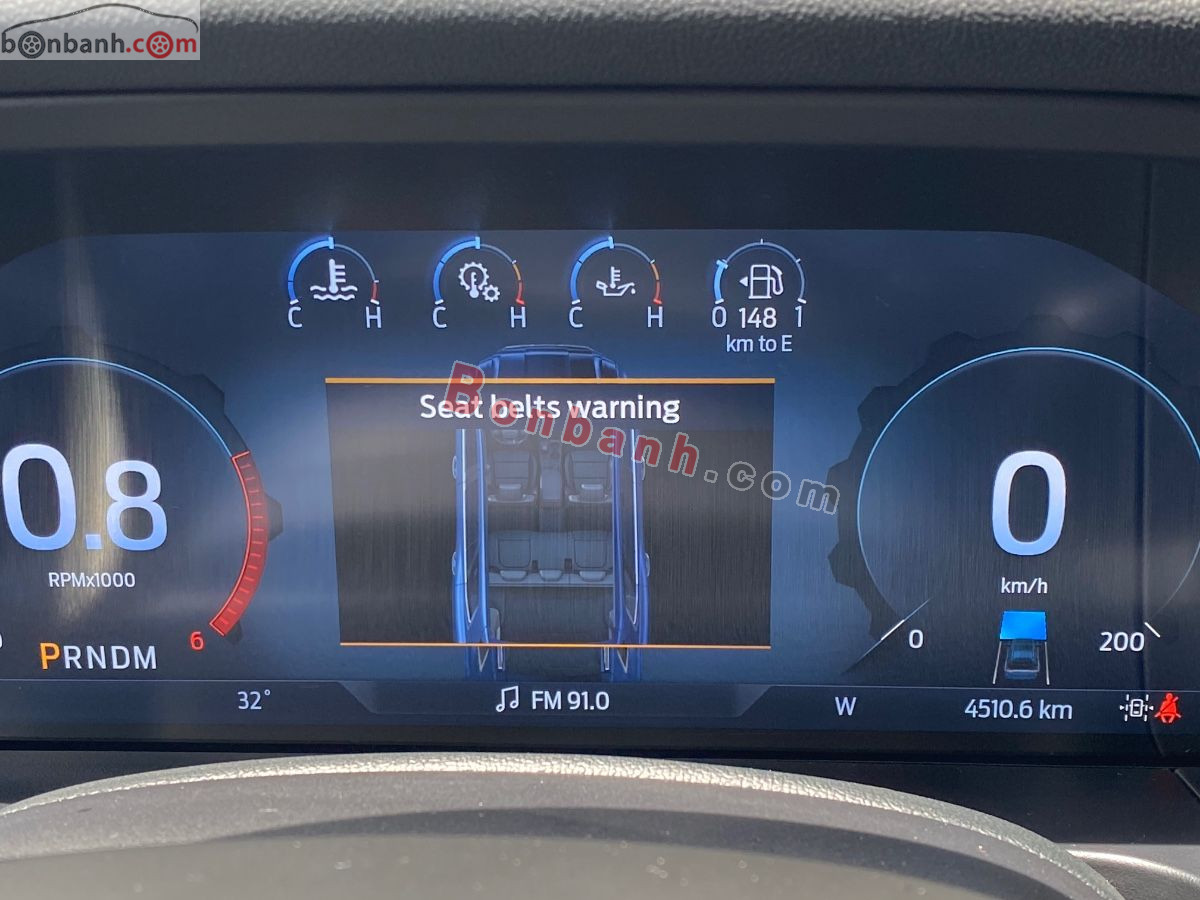 bonbanh.com
C H C H C H 0 148 1
km to E
Seat belts warning
Bonbanh.com
0.8
RPMx1000
6
PRNDM
0
km/h
0 200
32°
FM 91.0
W
4510.6 km